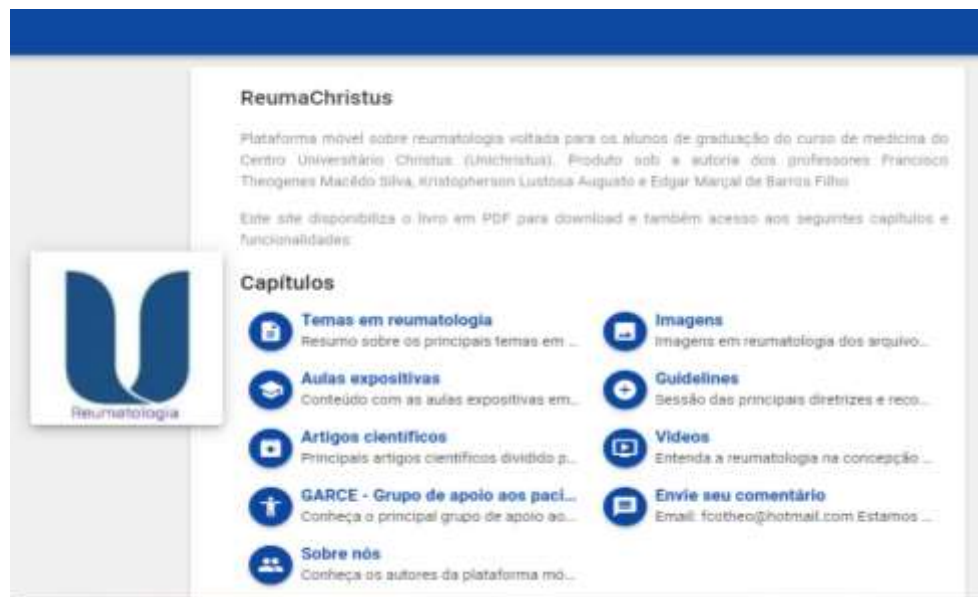 ReumaChristus
Plataforma móvel sobre reumatologia voltada para os alunos de graduação do curso de medicina do
Centro Universitário Christus (Unichristus). Produto sob a autoria dos professores Francisco
Theogenes Macêdo Silva, Kristopherson Lustosa Augusto e Edgar Marçal de Barros Filho
Este site disponibiliza o livro em PDF para download e também acesso aos seguintes capítulos e
funcionalidades:
Capítulos
Temas em reumatologia
Resumo sobre os principais temas em ...
Imagens
Imagens em reumatologia dos arquivo...
Aulas expositivas
Conteúdo com as aulas expositivas em...
Guidelines
Sessão das principais diretrizes e reco...
Artigos científicos
Principais artigos científicos dividido p...
Vídeos
Entenda a reumatologia na concepção ...
GARCE - Grupo de apoio aos paci...
Conheça o principal grupo de apoio ao...
Envie seu comentário
Email: fcotheo@hotmail.com Estamos ...
Sobre nós
Conheça os autores da plataforma mó...
Reumatologia